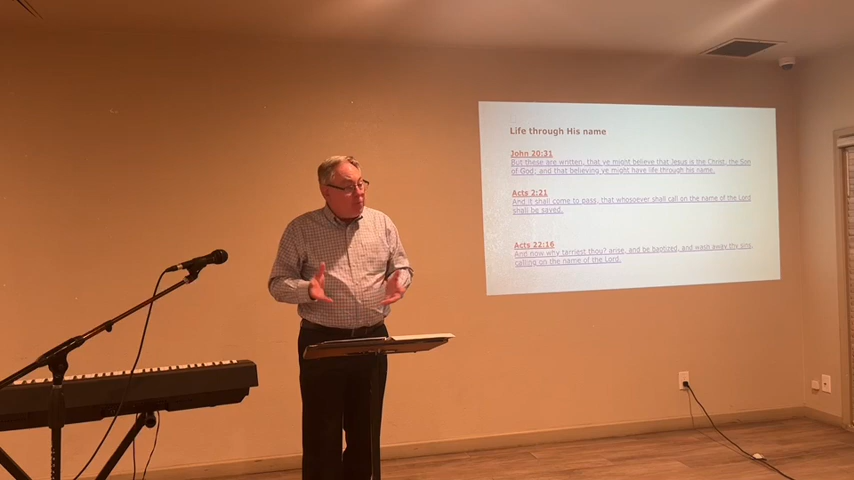 Life through His name
John 20:31
But these are written, that ye might believe that Jesus is the Christ, the Son
of God; and that believing ye might have life through his name.
Acts 2:21
And it shall come to pass, that whosoever shall call on the name of the Lord
shall be saved.
Acts 22:16
And now why tarriest thou? arise, and be baptized, and wash away thy sins,
calling on the name of the Lord.